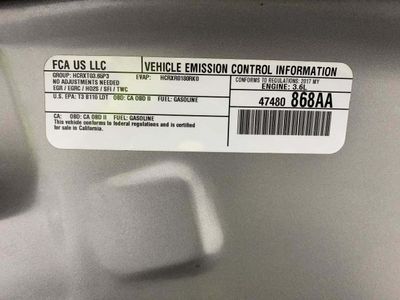 FCA US LLC
VEHICLE EMISSION CONTROL INFORMATION
GROUP: HCRXT03.65P3 EVAP: HCRXR0180RK0
NO ADJUSTMENTS NEEDED
EGR / EGRC / HO2S / SFI / TWC
CONFORMS TO REGULATIONS: 2017 MY
ENGINE: 3.6L
U.S. EPA: T3 B110 LDT OBD: CA OBD II FUEL: GASOLINE
47480 868AA
CA: OBD: CA OBD II FUEL: GASOLINE
This vehicle conforms to federal regulations and is
not for sale in California.